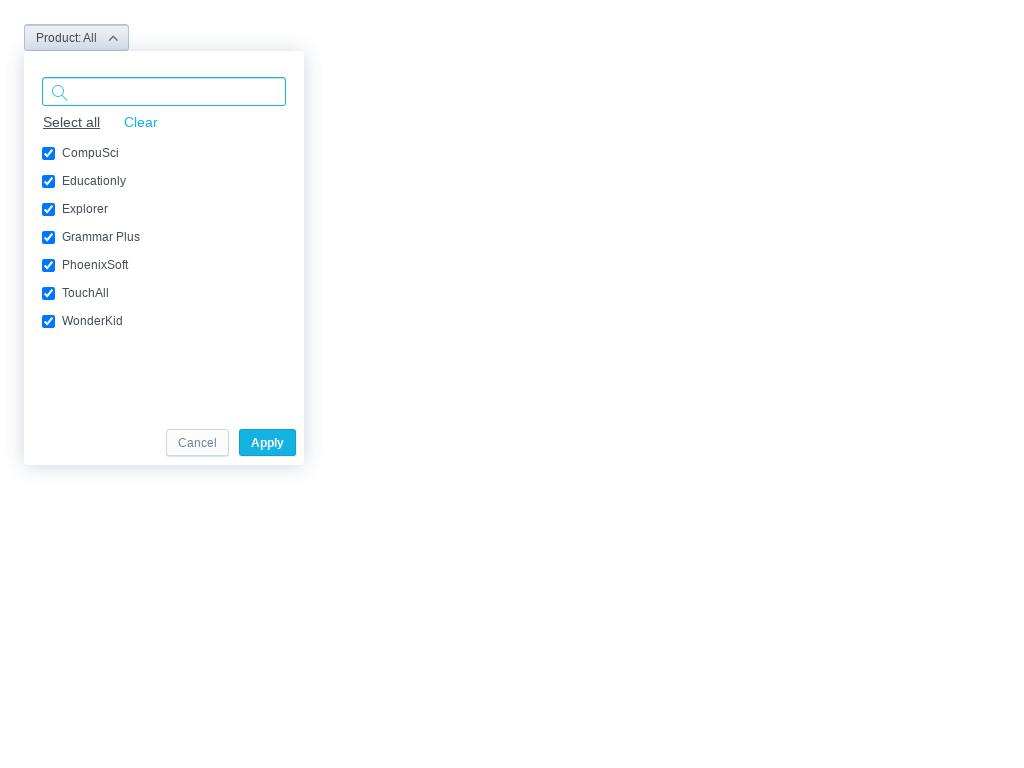 Product: All
Select all Clear
CompuSci
Educationly
Explorer
Grammar Plus
PhoenixSoft
TouchAll
WonderKid
Cancel Apply